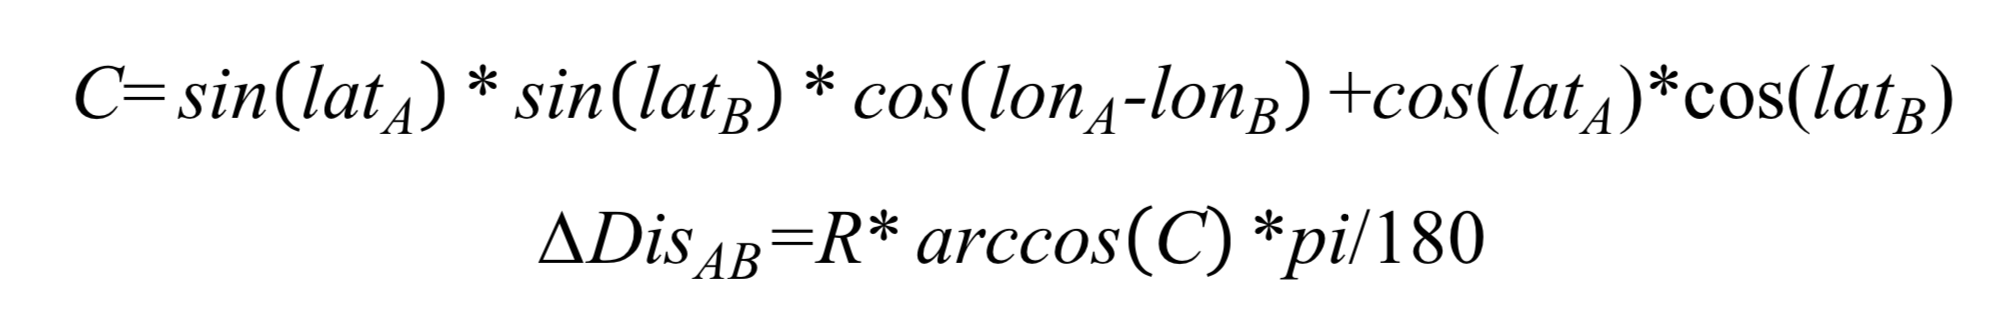 C=sin(lat_A) * sin(lat_B) * cos(lon_A-lon_B) +cos(lat_A)*cos(lat_B)
ΔDis_AB=R* arccos(C) *pi/180